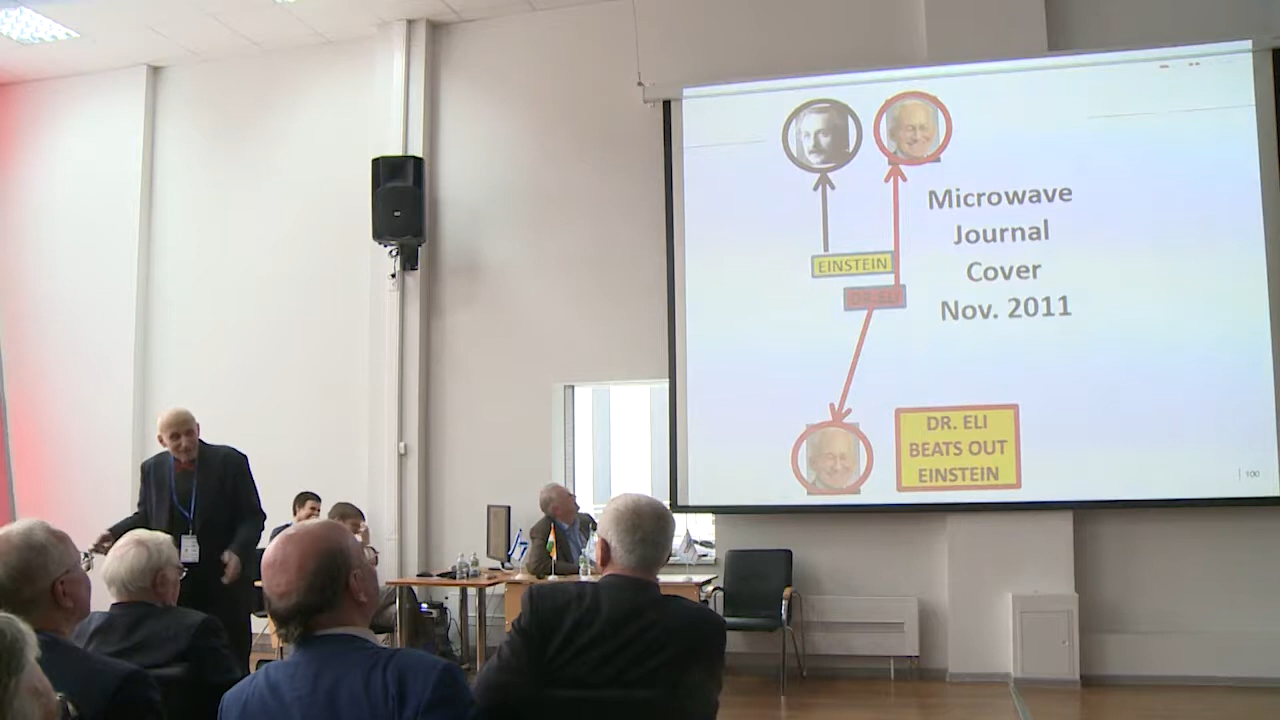 EINSTEIN
DR. ELI
Microwave
Journal
Cover
Nov. 2011
DR. ELI
BEATS OUT
EINSTEIN
100